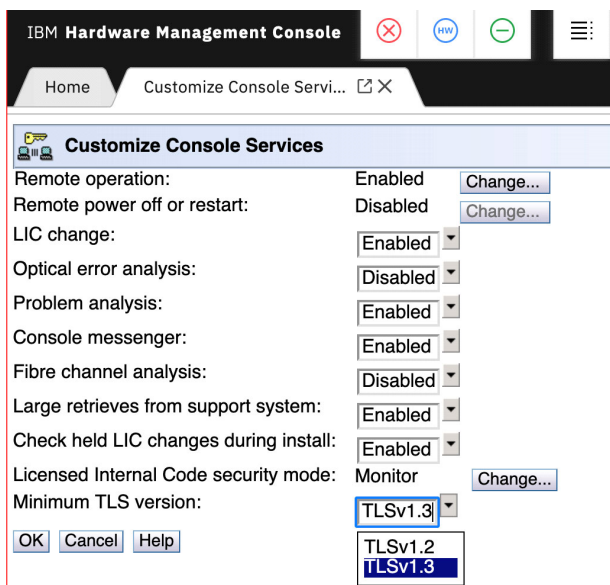 IBM Hardware Management Console
HW
Home
Customize Console Servi...
Customize Console Services
Remote operation: Enabled Change...
Remote power off or restart: Disabled Change...
LIC change: Enabled
Optical error analysis: Disabled
Problem analysis: Enabled
Console messenger: Enabled
Fibre channel analysis: Disabled
Large retrieves from support system: Enabled
Check held LIC changes during install: Enabled
Licensed Internal Code security mode: Monitor Change...
Minimum TLS version: TLSv1.3
OK Cancel Help
TLSv1.2
TLSv1.3